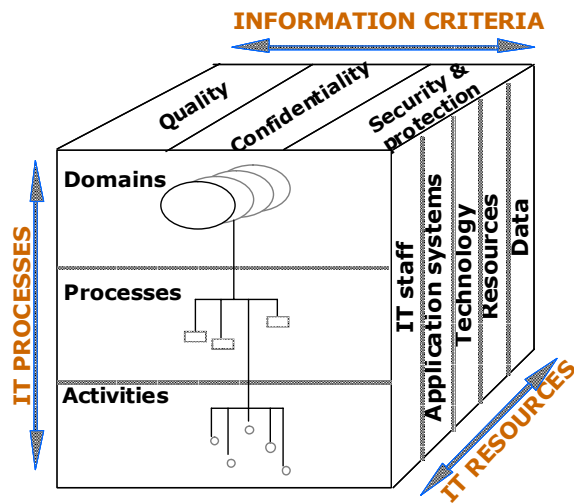 INFORMATION CRITERIA
Quality
Confidentiality
Security &
protection
IT PROCESSES
Domains
Processes
Activities
IT staff
Application systems
Technology
Resources
Data
IT RESOURCES